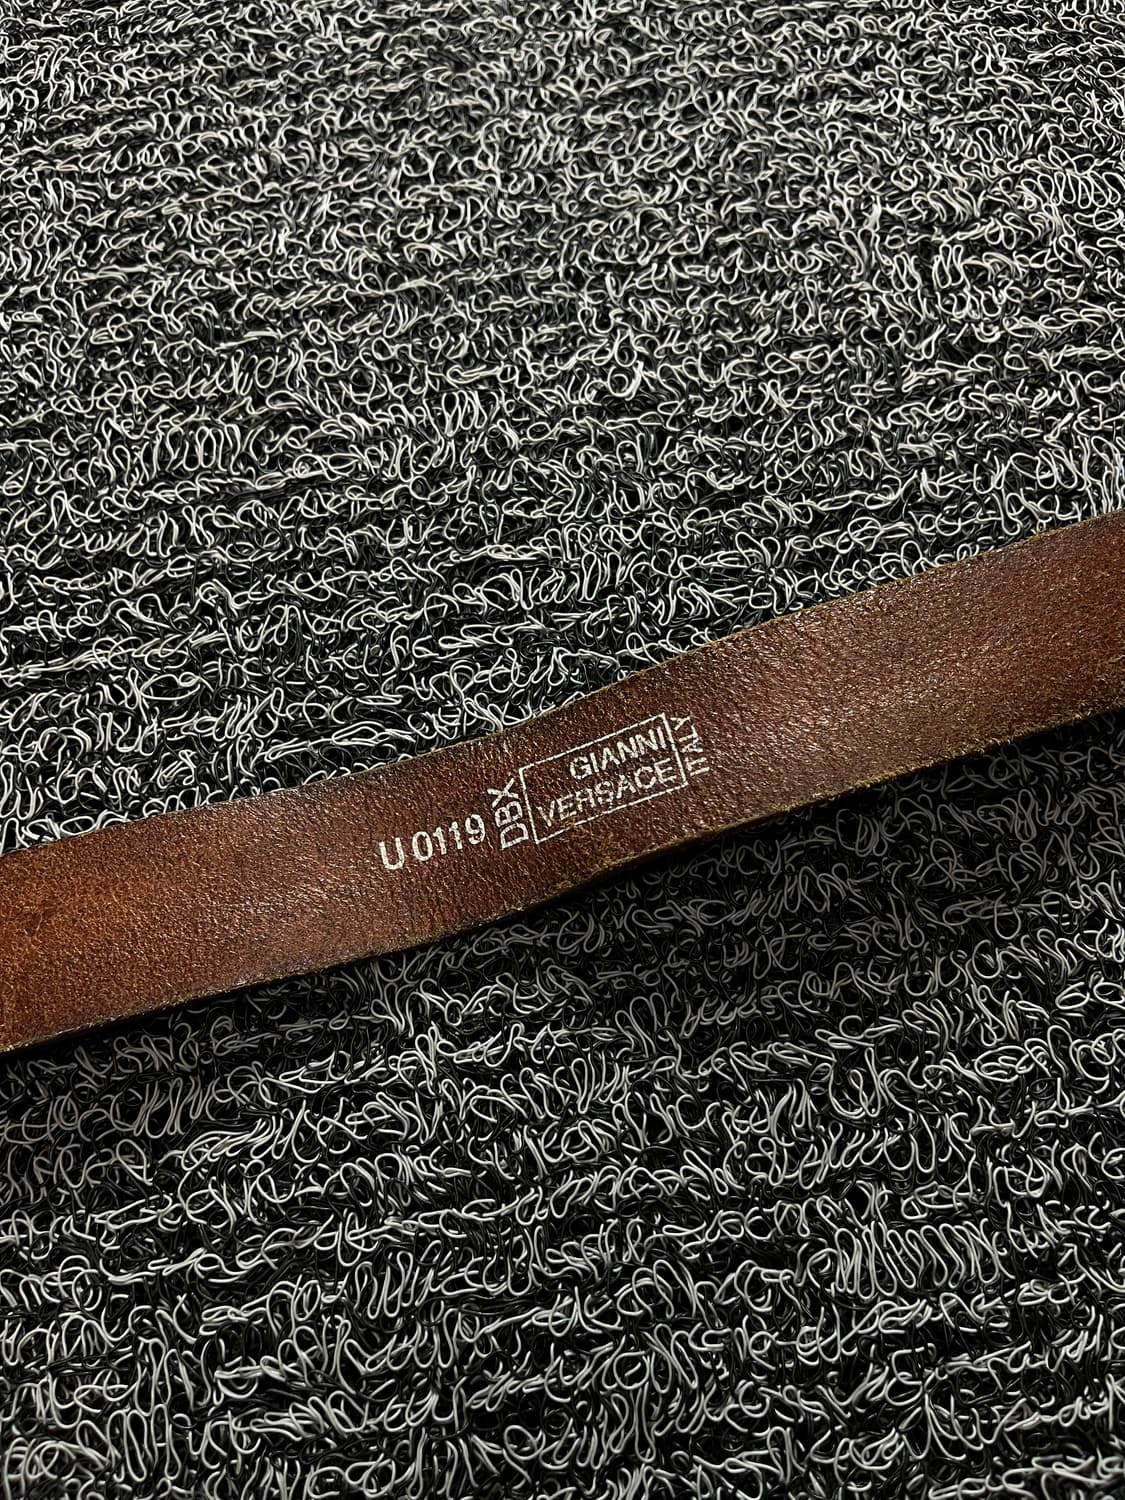 U 0119
DBX
GIANNI
VERSACE
ITALY